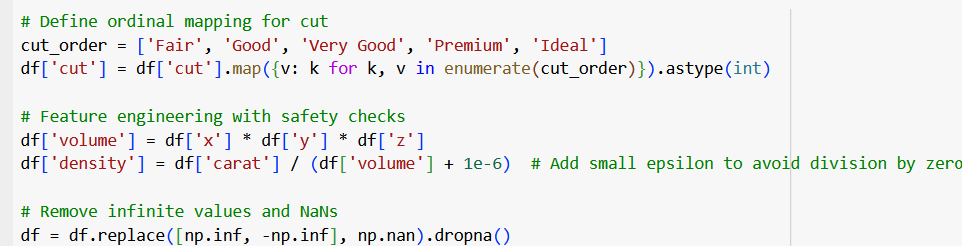 # Define ordinal mapping for cut
cut_order = ['Fair', 'Good', 'Very Good', 'Premium', 'Ideal']
df['cut'] = df['cut'].map({v: k for k, v in enumerate(cut_order)}).astype(int)
# Feature engineering with safety checks
df['volume'] = df['x'] * df['y'] * df['z']
df['density'] = df['carat'] / (df['volume'] + 1e-6)  # Add small epsilon to avoid division by zero
# Remove infinite values and NaNs
df = df.replace([np.inf, -np.inf], np.nan).dropna()